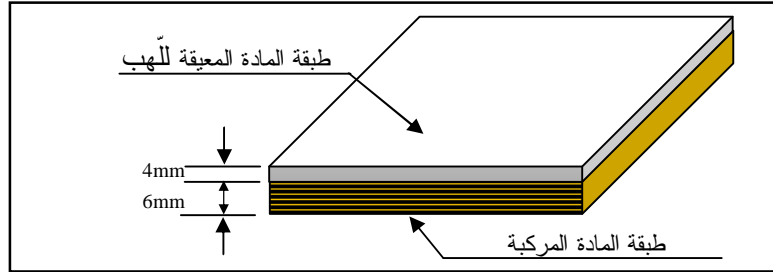 طبقة المادة المعيقة للّهب
4mm
6mm
طبقة المادة المركبة